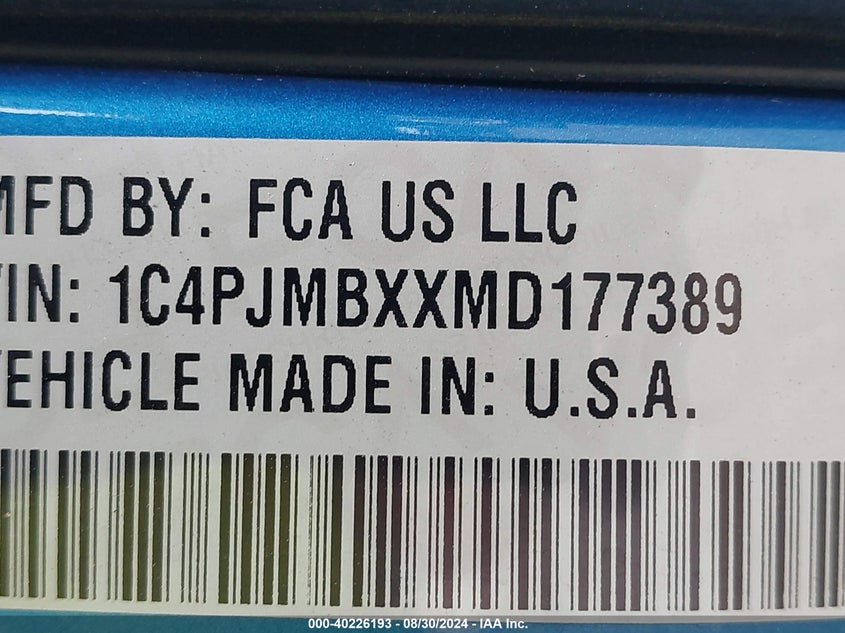 MFD BY: FCA US LLC
VIN: 1C4PJMBXXMD177389
VEHICLE MADE IN: U.S.A.
000-40226193 - 08/30/2024 - IAA Inc.